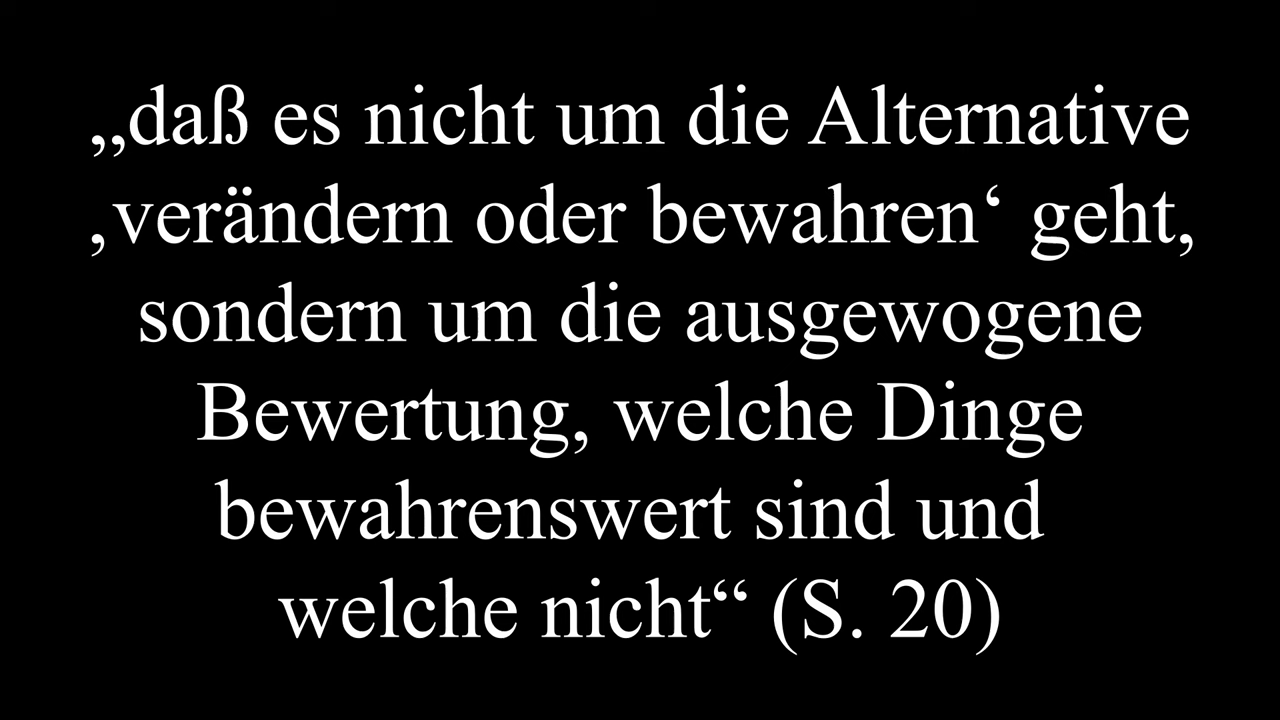 „daß es nicht um die Alternative
‚verändern oder bewahren‘ geht,
sondern um die ausgewogene
Bewertung, welche Dinge
bewahrenswert sind und
welche nicht“ (S. 20)